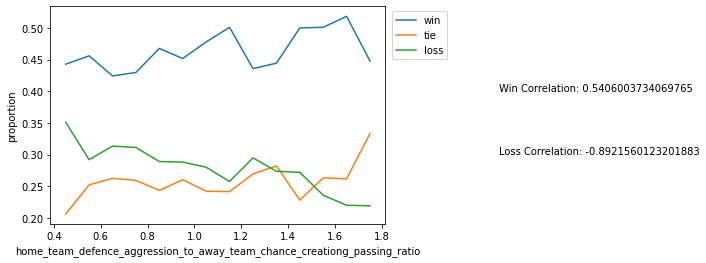 win
tie
loss
0.50
0.45
0.40
0.35
0.30
0.25
0.20
proportion
0.4 0.6 0.8 1.0 1.2 1.4 1.6 1.8
home_team_defence_aggression_to_away_team_chance_creationg_passing_ratio
Win Correlation: 0.5406003734069765
Loss Correlation: -0.8921560123201883